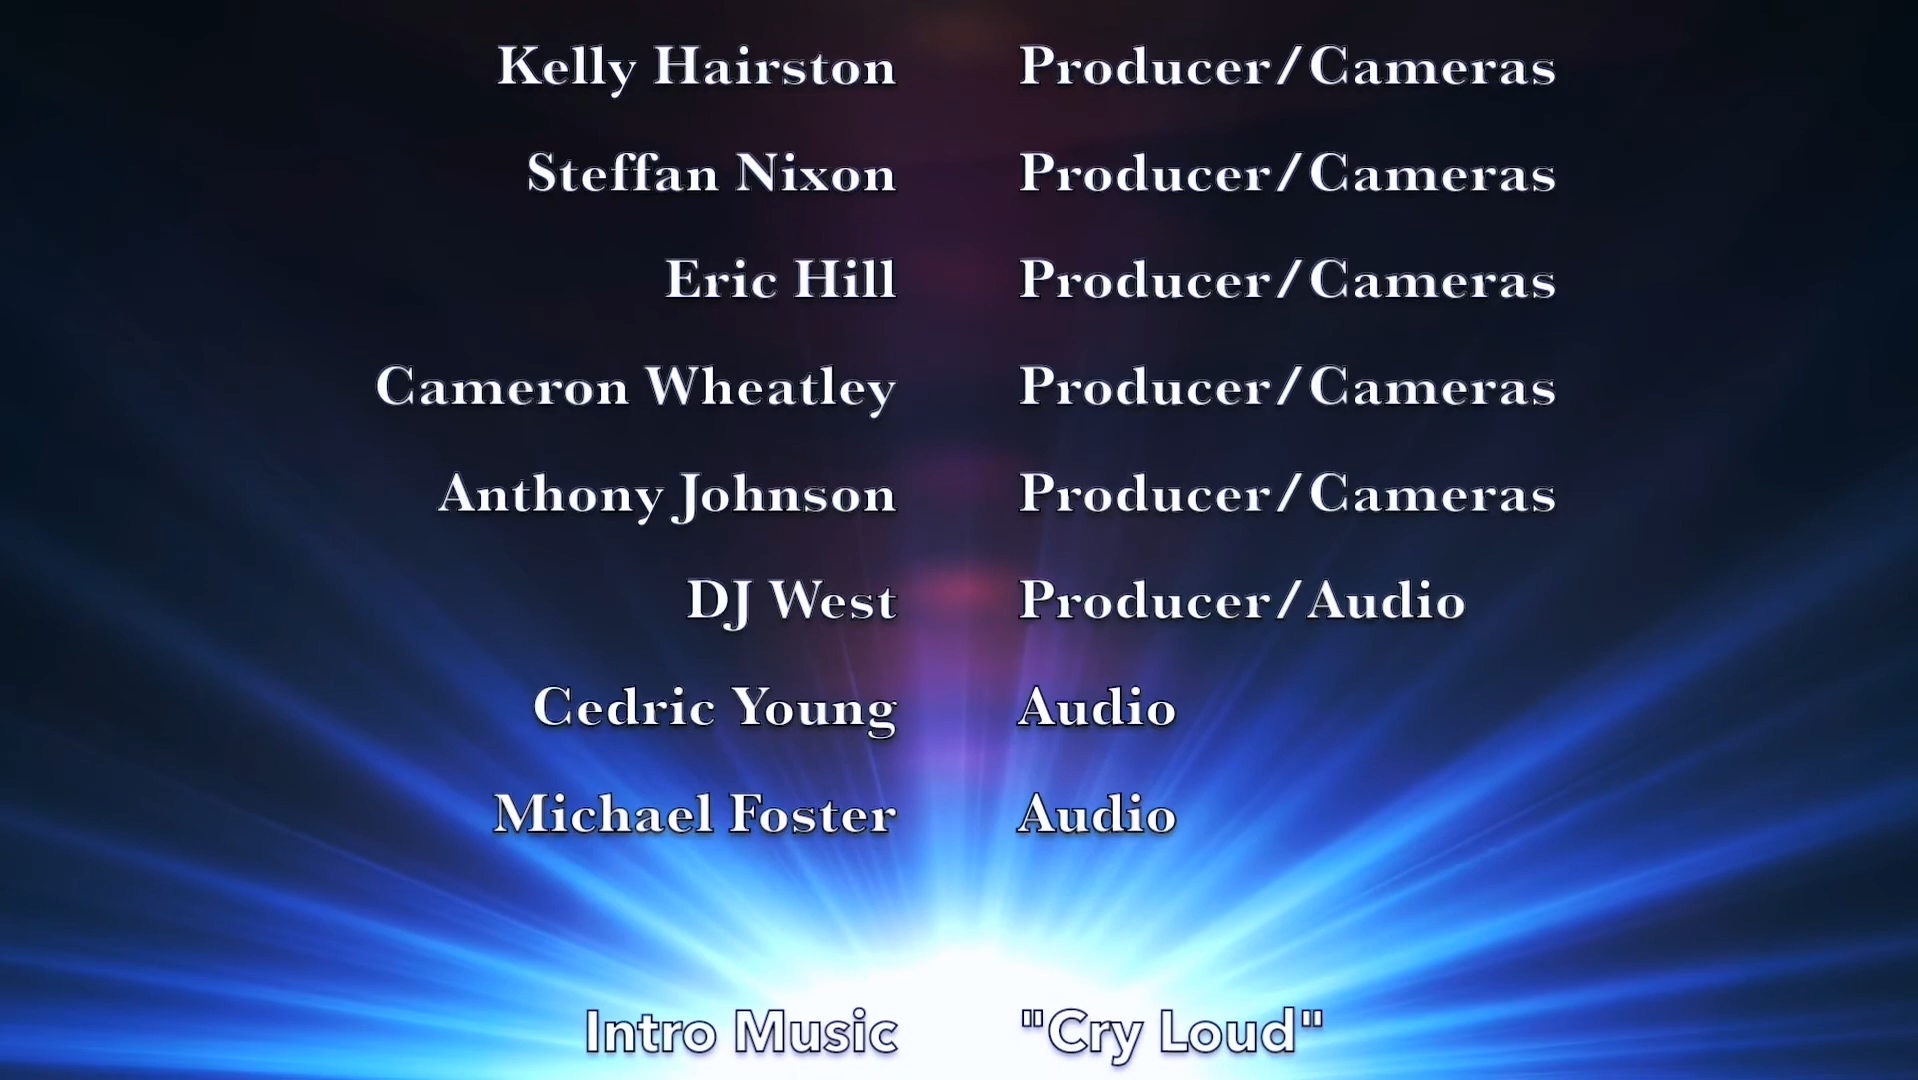 Kelly Hairston Producer/Cameras
Steffan Nixon Producer/Cameras
Eric Hill Producer/Cameras
Cameron Wheatley Producer/Cameras
Anthony Johnson Producer/Cameras
DJ West Producer/Audio
Cedric Young Audio
Michael Foster Audio
Intro Music "Cry Loud"